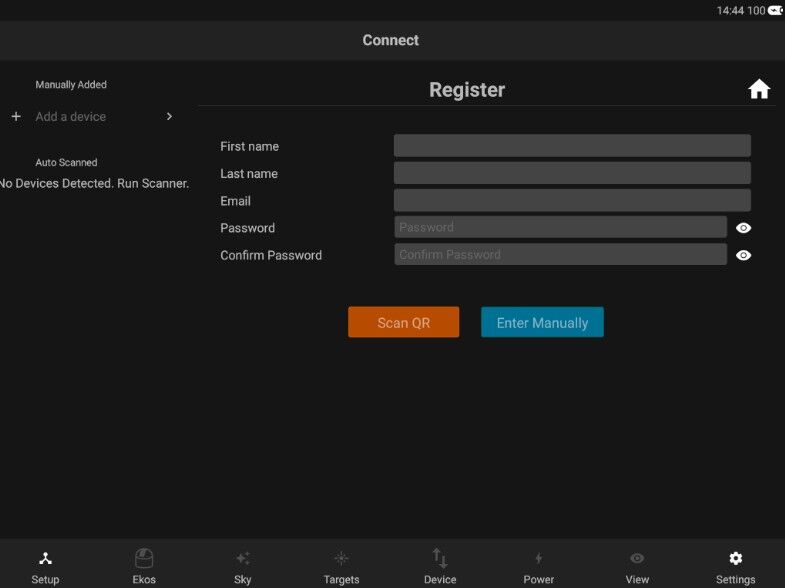 14:44 100
Connect
Manually Added
+ Add a device >
Auto Scanned
No Devices Detected. Run Scanner.
Register
First name
Last name
Email
Password Password
Confirm Password Confirm Password
Scan QR Enter Manually
Setup Ekos Sky Targets Device Power View Settings